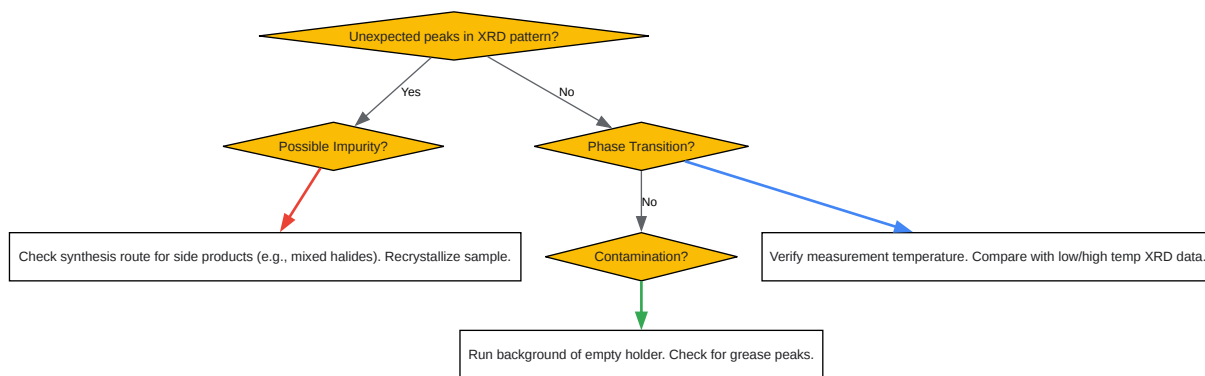 Unexpected peaks in XRD pattern?
Yes
No
Possible Impurity?
Phase Transition?
No
Check synthesis route for side products (e.g., mixed halides). Recrystallize sample.
Contamination?
Verify measurement temperature. Compare with low/high temp XRD data.
Run background of empty holder. Check for grease peaks.